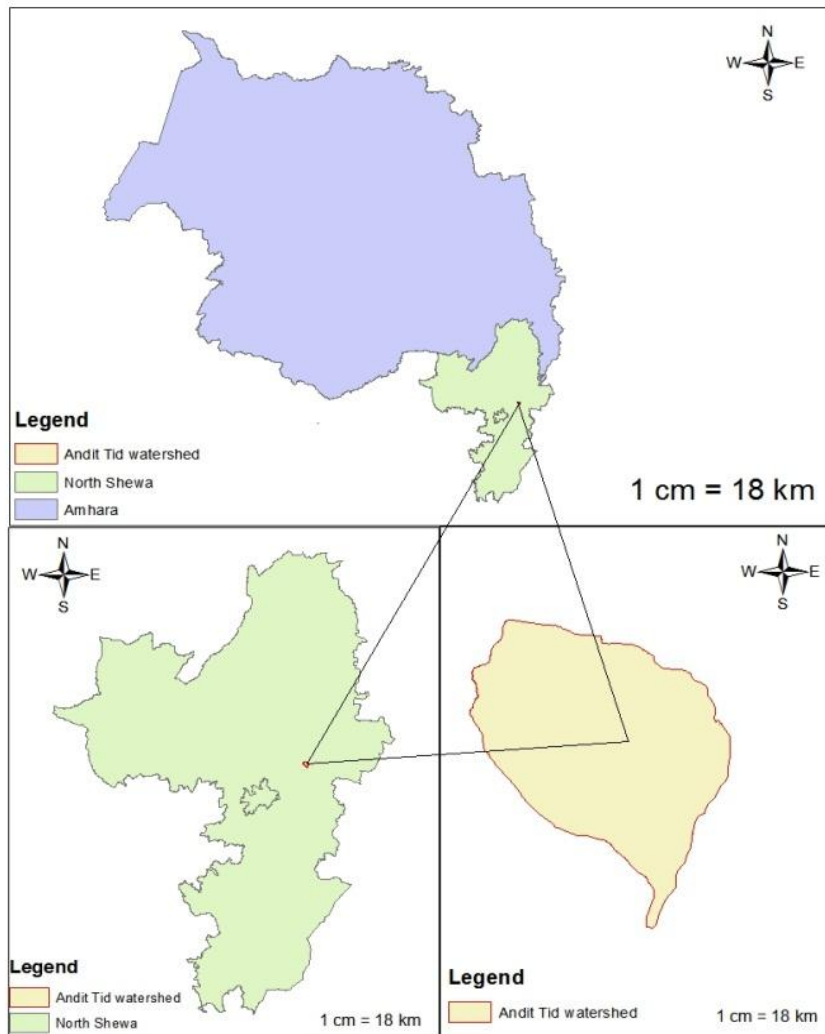 N
W E
S
Legend
Andit Tid watershed
North Shewa
Amhara
1 cm = 18 km
N
W E
S
Legend
Andit Tid watershed
North Shewa
1 cm = 18 km
N
W E
S
Legend
Andit Tid watershed
1 cm = 18 km